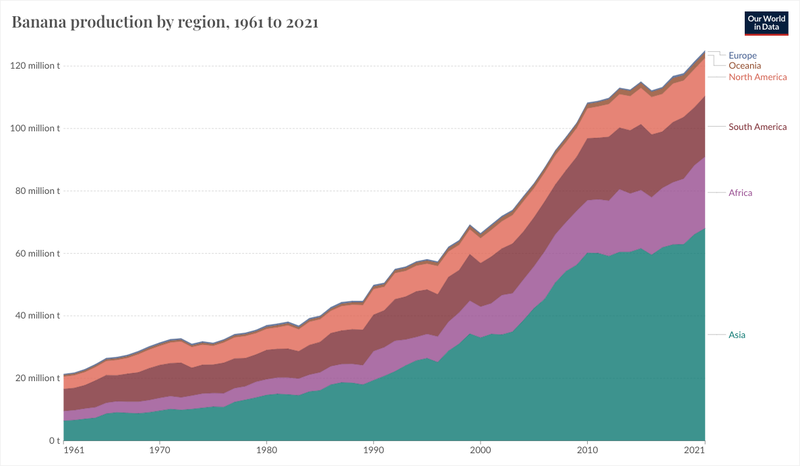 Banana production by region, 1961 to 2021
Our World
in Data
120 million t
100 million t
80 million t
60 million t
40 million t
20 million t
0 t
1961
1970
1980
1990
2000
2010
2021
Europe
Oceania
North America
South America
Africa
Asia